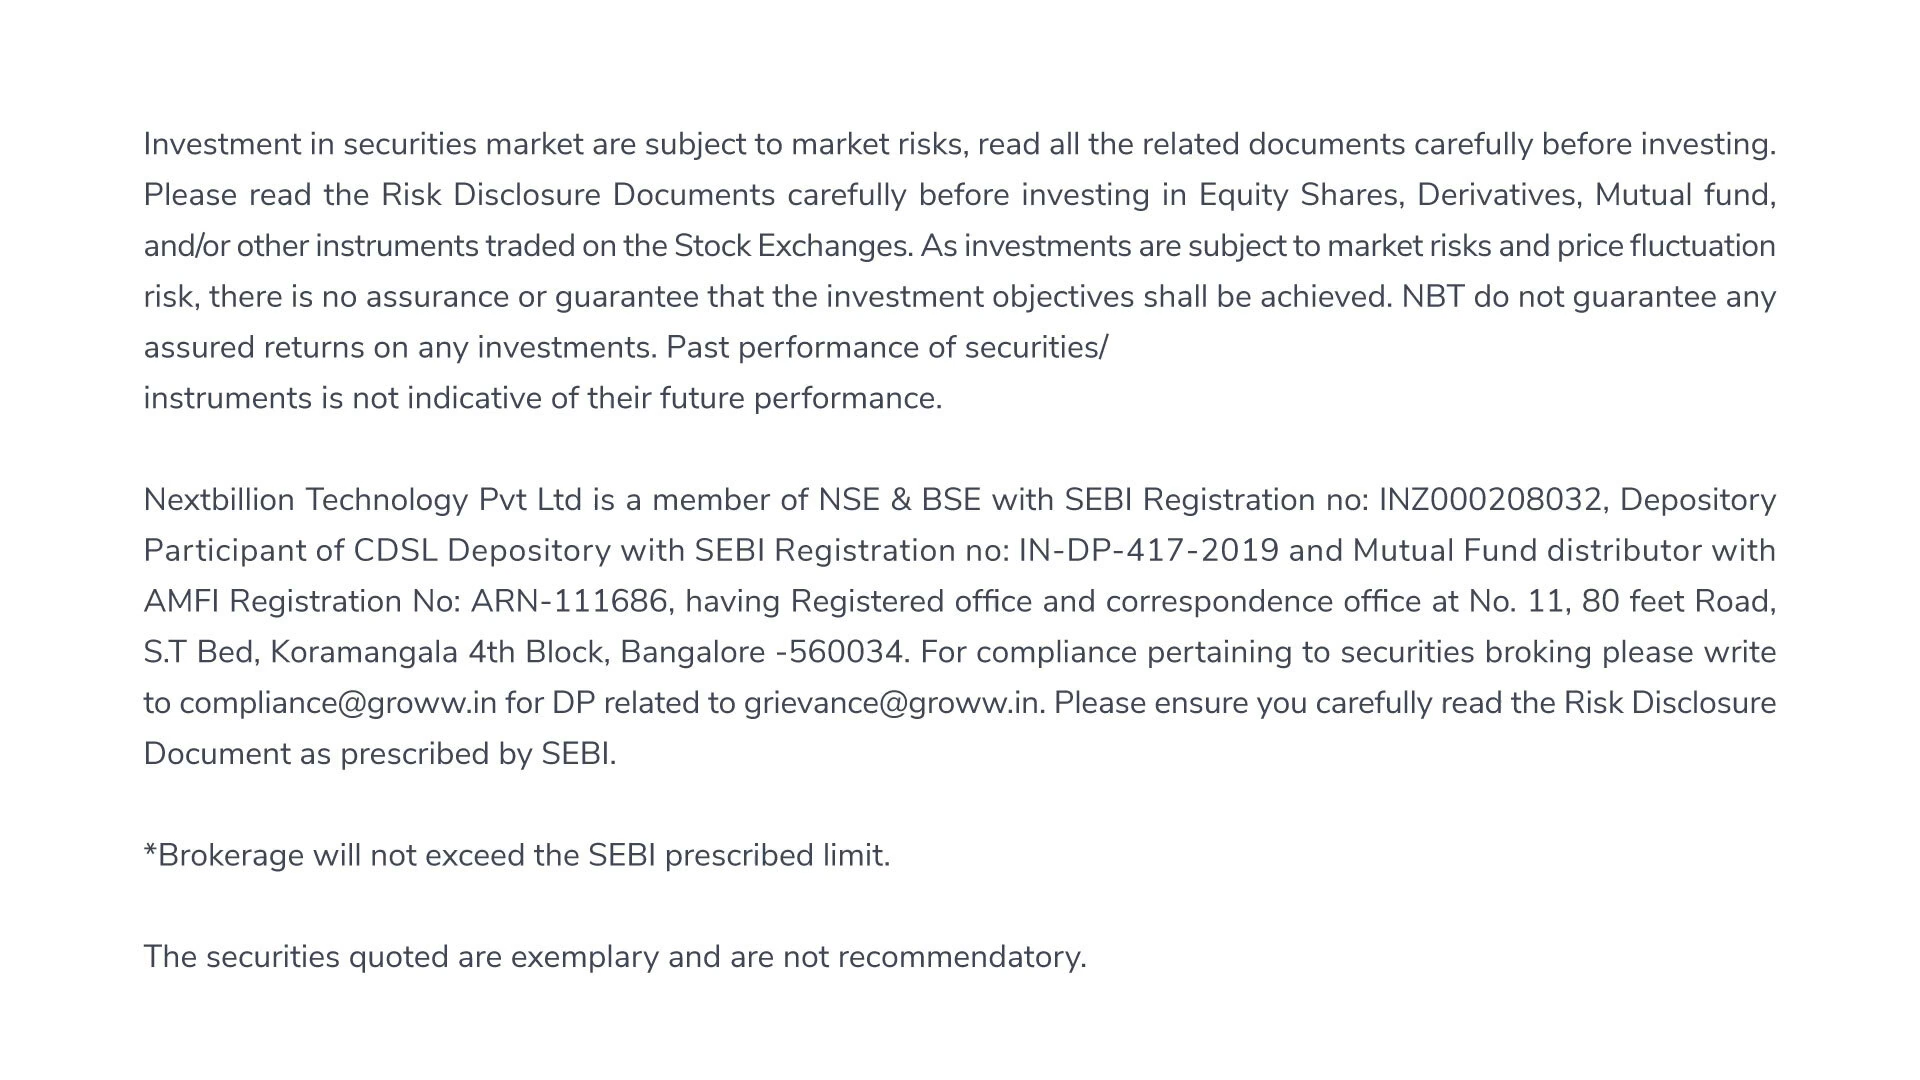 Investment in securities market are subject to market risks, read all the related documents carefully before investing.
Please read the Risk Disclosure Documents carefully before investing in Equity Shares, Derivatives, Mutual fund,
and/or other instruments traded on the Stock Exchanges. As investments are subject to market risks and price fluctuation
risk, there is no assurance or guarantee that the investment objectives shall be achieved. NBT do not guarantee any
assured returns on any investments. Past performance of securities/
instruments is not indicative of their future performance.
Nextbillion Technology Pvt Ltd is a member of NSE & BSE with SEBI Registration no: INZ000208032, Depository
Participant of CDSL Depository with SEBI Registration no: IN-DP-417-2019 and Mutual Fund distributor with
AMFI Registration No: ARN-111686, having Registered office and correspondence office at No. 11, 80 feet Road,
S.T Bed, Koramangala 4th Block, Bangalore -560034. For compliance pertaining to securities broking please write
to compliance@groww.in for DP related to grievance@groww.in. Please ensure you carefully read the Risk Disclosure
Document as prescribed by SEBI.
*Brokerage will not exceed the SEBI prescribed limit.
The securities quoted are exemplary and are not recommendatory.